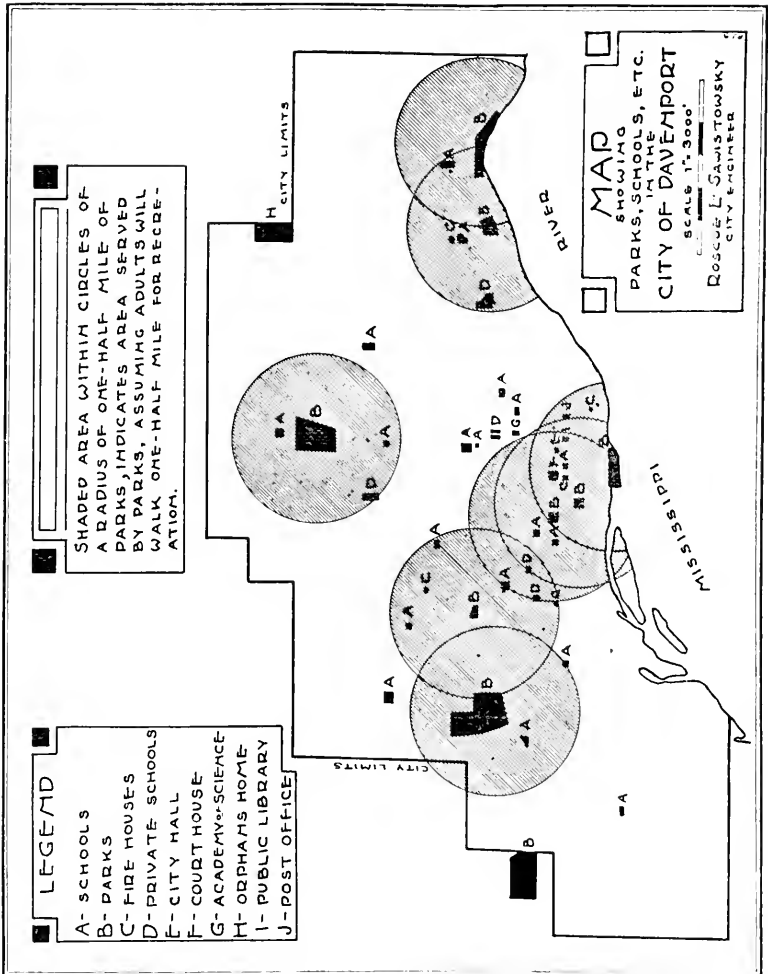 LEGEND
A- SCHOOLS
B- PARKS
C- FIRE HOUSES
D- PRIVATE SCHOOLS
E- CITY HALL
F- COURT HOUSE
G- ACADEMY OF SCIENCE
H- ORPHANS HOME
I- PUBLIC LIBRARY
J- POST OFFICE
SHADED AREA WITHIN CIRCLES OF
A RADIUS OF ONE-HALF MILE OF
PARKS, INDICATES AREA SERVED
BY PARKS, ASSUMING ADULTS WILL
WALK ONE-HALF MILE FOR RECRE-
ATION.
H
CITY LIMITS
CITY LIMITS
A
B
A
D
A
A
A
C
A
B
A
B
A
A
D
D
A
A
A
D
G
A
A
A
B
B
C
A
F
J
C
B
B
A
D
C
A
B
A
B
MISSISSIPPI
RIVER
MAP
SHOWING
PARKS, SCHOOLS, ETC.
IN THE
CITY OF DAVENPORT
SCALE 1"= 3000'
ROSCOE SAWISTOWSKY
CITY ENGINEER